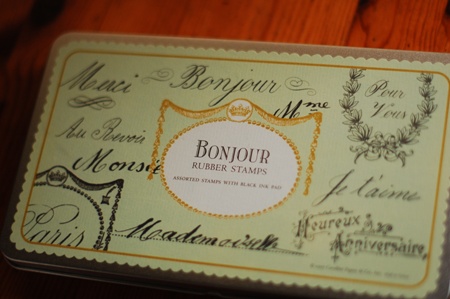 Merci
Bonjour
Mme
Pour
Vous
Au Revoir
Monsi
BONJOUR
RUBBER STAMPS
ASSORTED STAMPS WITH BLACK INK PAD
Je t'aime
Heureux
Anniversaire
Paris
Mademoiselle